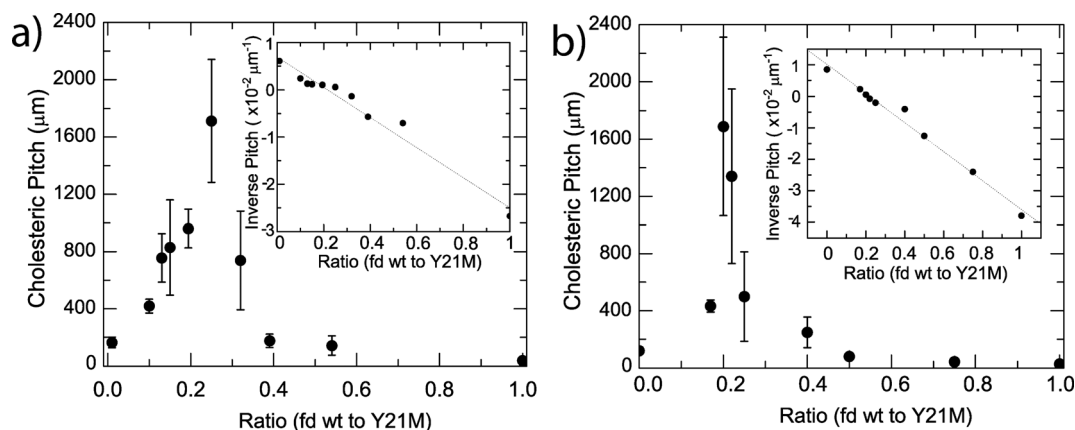 a)
2400
2000
1600
1200
800
400
0
Cholesteric Pitch (μm)
0.0 0.2 0.4 0.6 0.8 1.0
Ratio (fd wt to Y21M)
1
0
-1
-2
-3
Inverse Pitch ( x10⁻² μm⁻¹)
0 0.2 0.4 0.6 0.8 1
Ratio (fd wt to Y21M)
b)
2400
2000
1600
1200
800
400
0
Cholesteric Pitch (μm)
0.0 0.2 0.4 0.6 0.8 1.0
Ratio (fd wt to Y21M)
1
0
-1
-2
-3
-4
Inverse Pitch ( x10⁻² μm⁻¹)
0 0.2 0.4 0.6 0.8 1
Ratio (fd wt to Y21M)